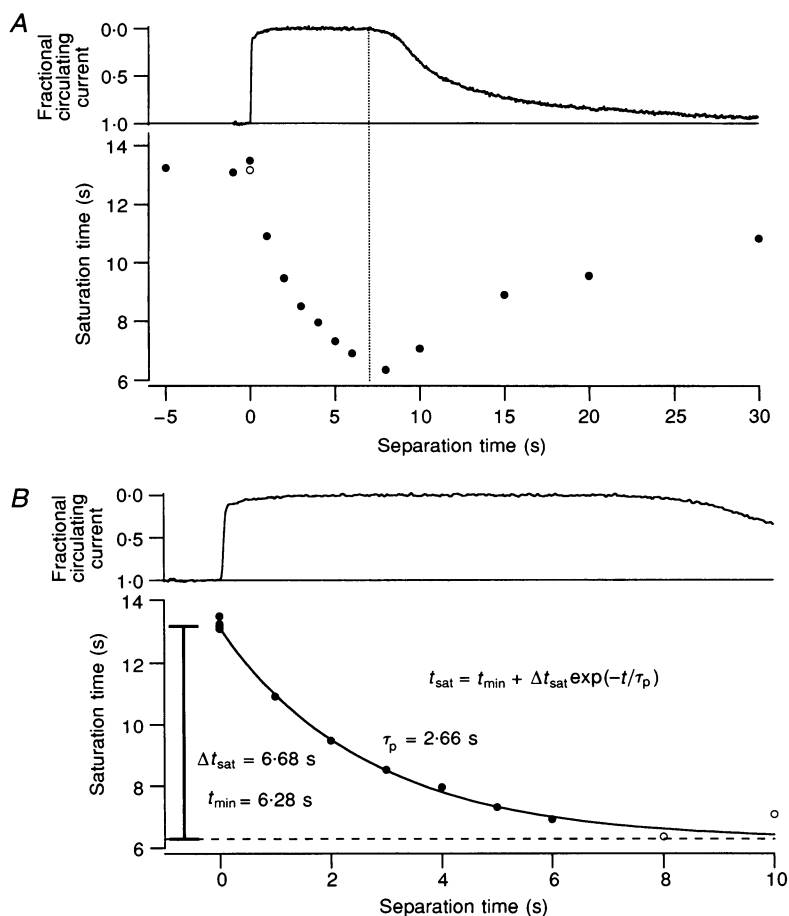 A
Fractional
circulating
current
0·0
0·5
1·0
Saturation time (s)
14
12
10
8
6
−5 0 5 10 15 20 25 30
Separation time (s)
B
Fractional
circulating
current
0·0
0·5
1·0
Saturation time (s)
14
12
10
8
6
t_sat = t_min + Δt_sat exp(−t/τ_p)
τ_p = 2·66 s
Δt_sat = 6·68 s
t_min = 6·28 s
0 2 4 6 8 10
Separation time (s)